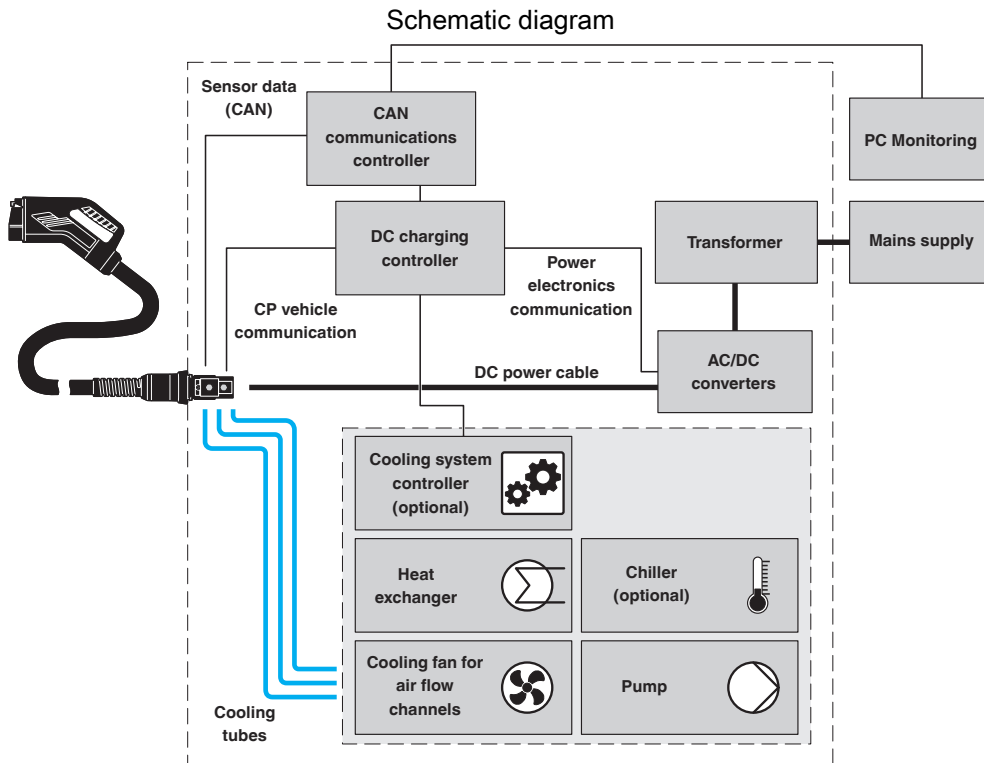 Schematic diagram
Sensor data
(CAN)
CAN
communications
controller
PC Monitoring
DC charging
controller
Transformer
Mains supply
Power
electronics
communication
CP vehicle
communication
AC/DC
converters
DC power cable
Cooling system
controller
(optional)
Heat
exchanger
Chiller
(optional)
Cooling fan for
air flow
channels
Pump
Cooling
tubes